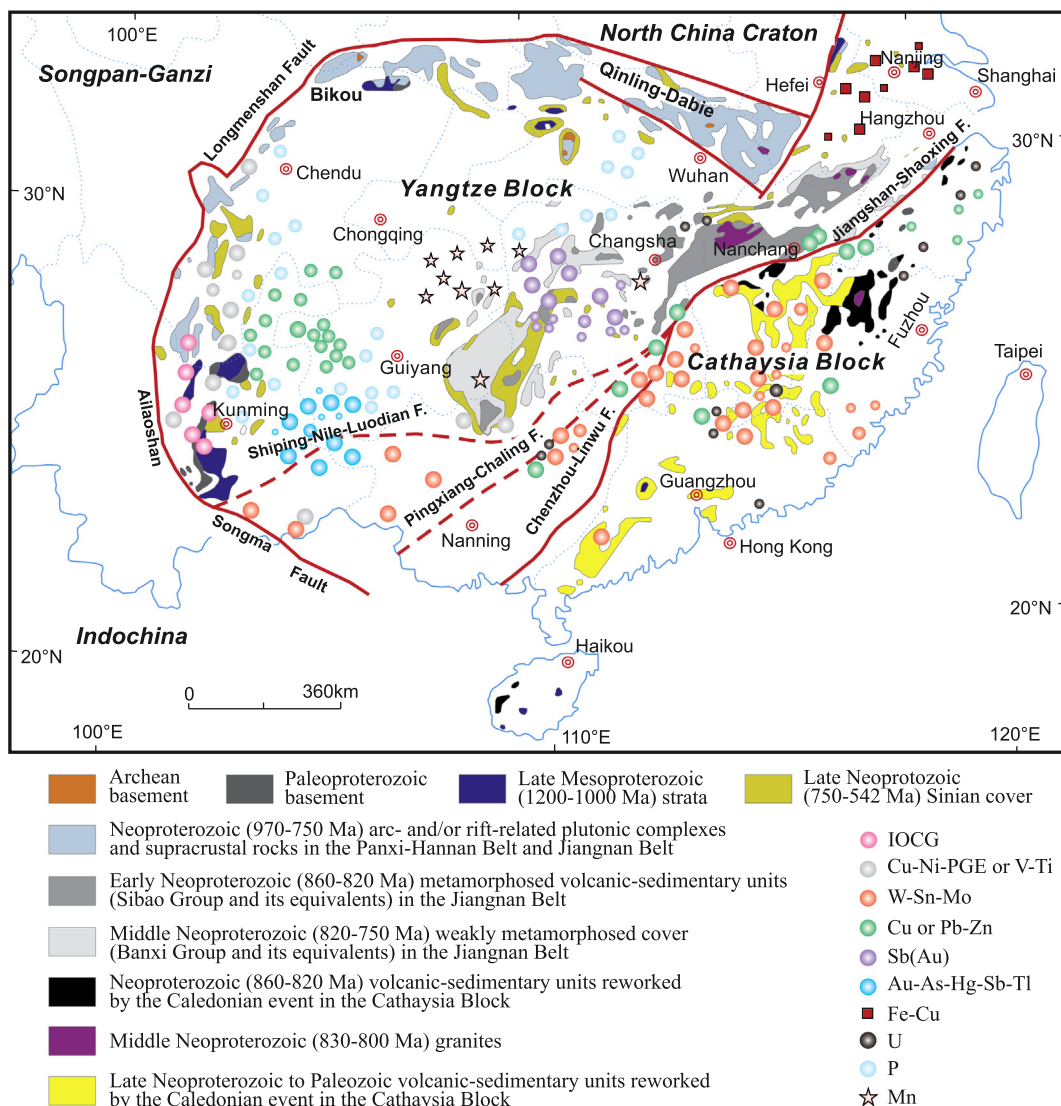 100°E
North China Craton
Songpan-Ganzi
Nanjing
Shanghai
Longmenshan Fault
Bikou
Qinling-Dabie
Hefei
Hangzhou
30°N
Jiangshan-Shaoxing F.
Chendu
Wuhan
30°N
Yangtze Block
Chongqing
Changsha
Nanchang
Fuzhou
Taipei
Guiyang
Cathaysia Block
Ailaoshan
Kunming
Shiping-Nile-Luodian F.
Pingxiang-Chaling F.
Chenzhou-Linwu F.
Guangzhou
Songma
Fault
Nanning
Hong Kong
20°N
Indochina
20°N
Haikou
0 360km
100°E
110°E
120°E
Archean
basement
Paleoproterozoic
basement
Late Mesoproterozoic
(1200-1000 Ma) strata
Late Neoprotozoic
(750-542 Ma) Sinian cover
Neoproterozoic (970-750 Ma) arc- and/or rift-related plutonic complexes
and supracrustal rocks in the Panxi-Hannan Belt and Jiangnan Belt
Early Neoproterozoic (860-820 Ma) metamorphosed volcanic-sedimentary units
(Sibao Group and its equivalents) in the Jiangnan Belt
Middle Neoproterozoic (820-750 Ma) weakly metamorphosed cover
(Banxi Group and its equivalents) in the Jiangnan Belt
Neoproterozoic (860-820 Ma) volcanic-sedimentary units reworked
by the Caledonian event in the Cathaysia Block
Middle Neoproterozoic (830-800 Ma) granites
Late Neoproterozoic to Paleozoic volcanic-sedimentary units reworked
by the Caledonian event in the Cathaysia Block
IOCG
Cu-Ni-PGE or V-Ti
W-Sn-Mo
Cu or Pb-Zn
Sb(Au)
Au-As-Hg-Sb-Tl
Fe-Cu
U
P
Mn